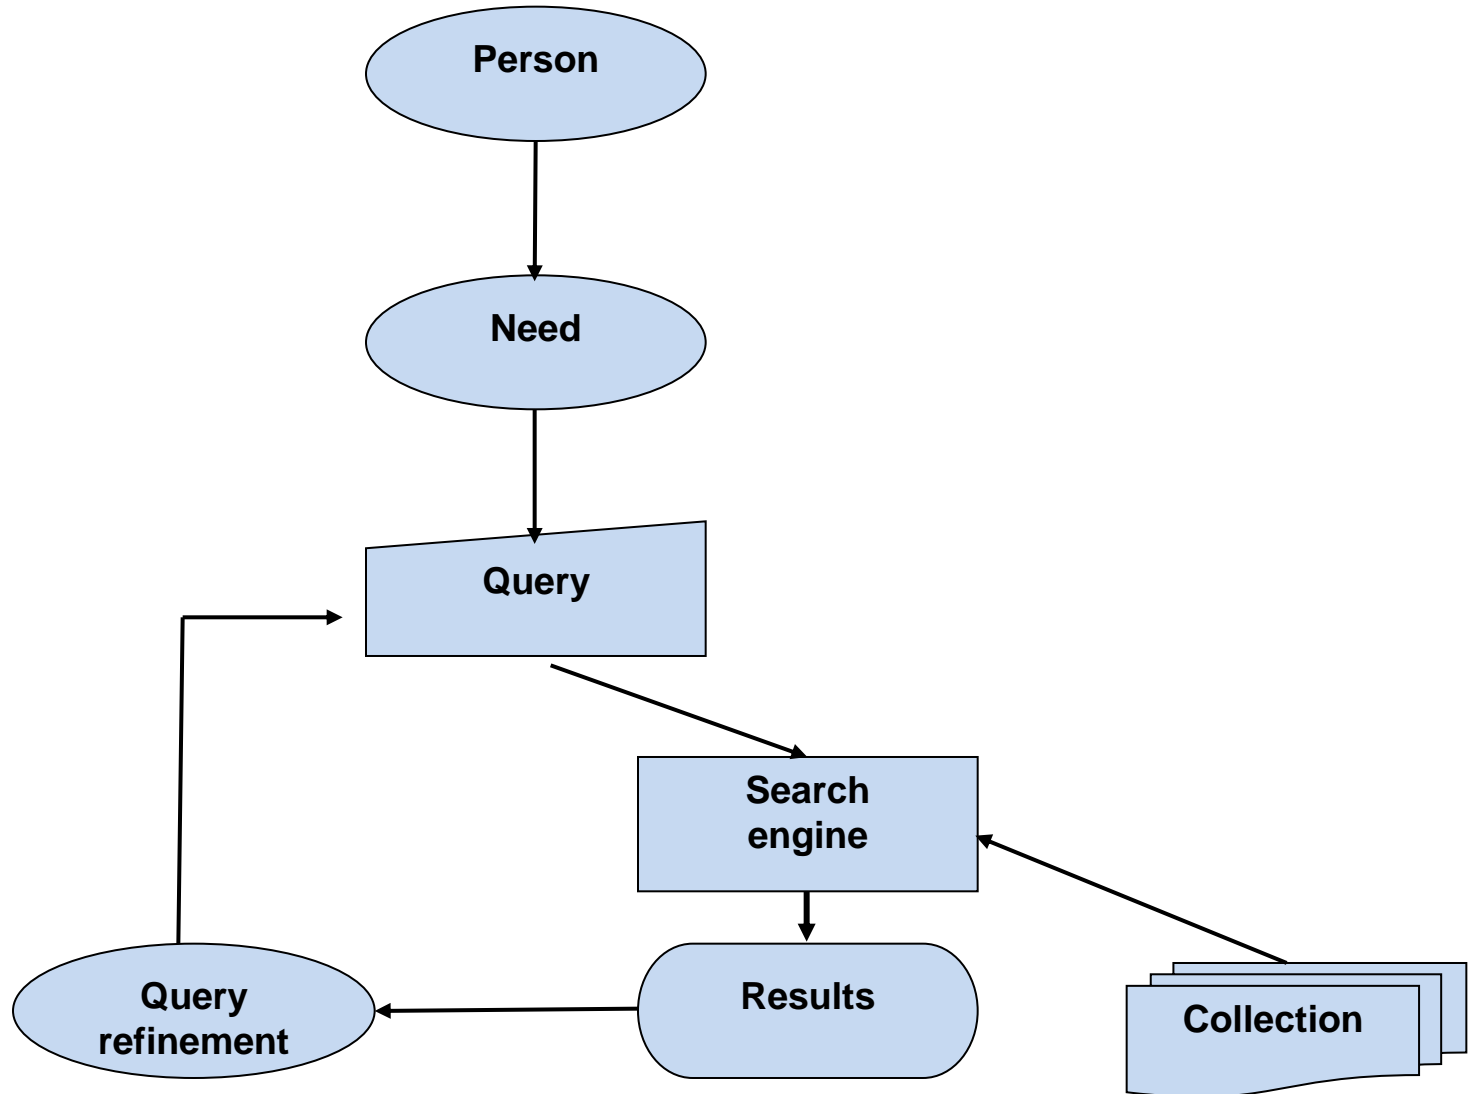 Person
Need
Query
Search
engine
Query
refinement
Results
Collection